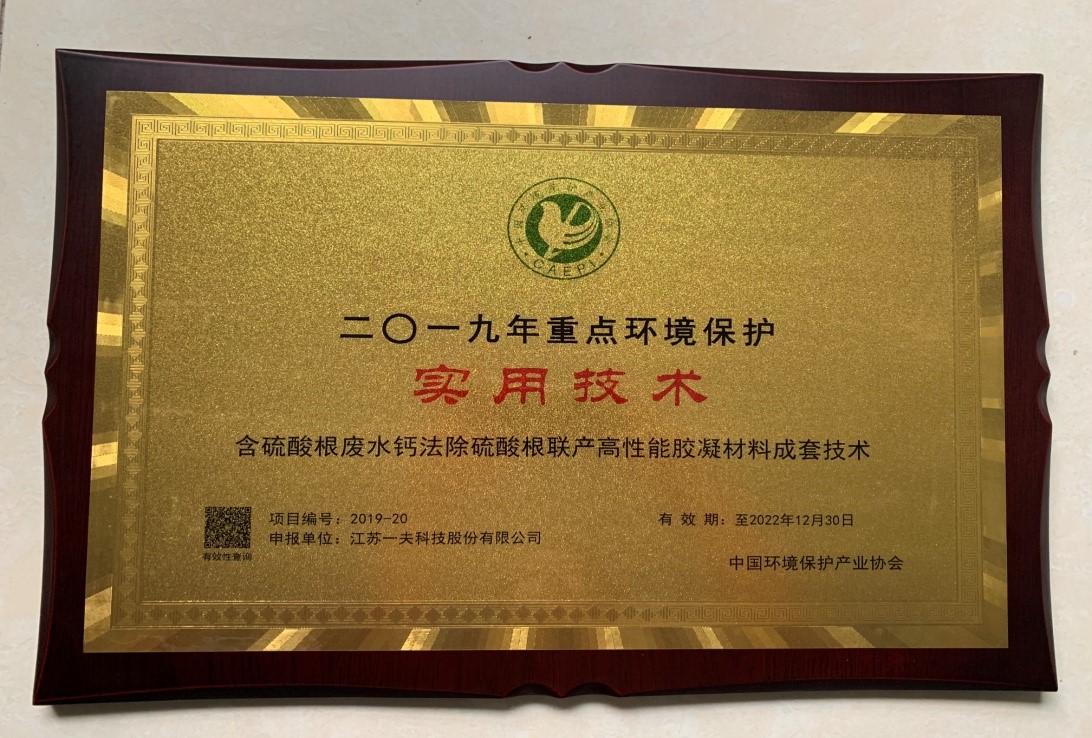 CAEPI
二〇一九年重点环境保护
实用技术
含硫酸根废水钙法除硫酸根联产高性能胶凝材料成套技术
项目编号：2019-20
申报单位：江苏一夫科技股份有限公司
有效性查询
有 效 期：至2022年12月30日
中国环境保护产业协会